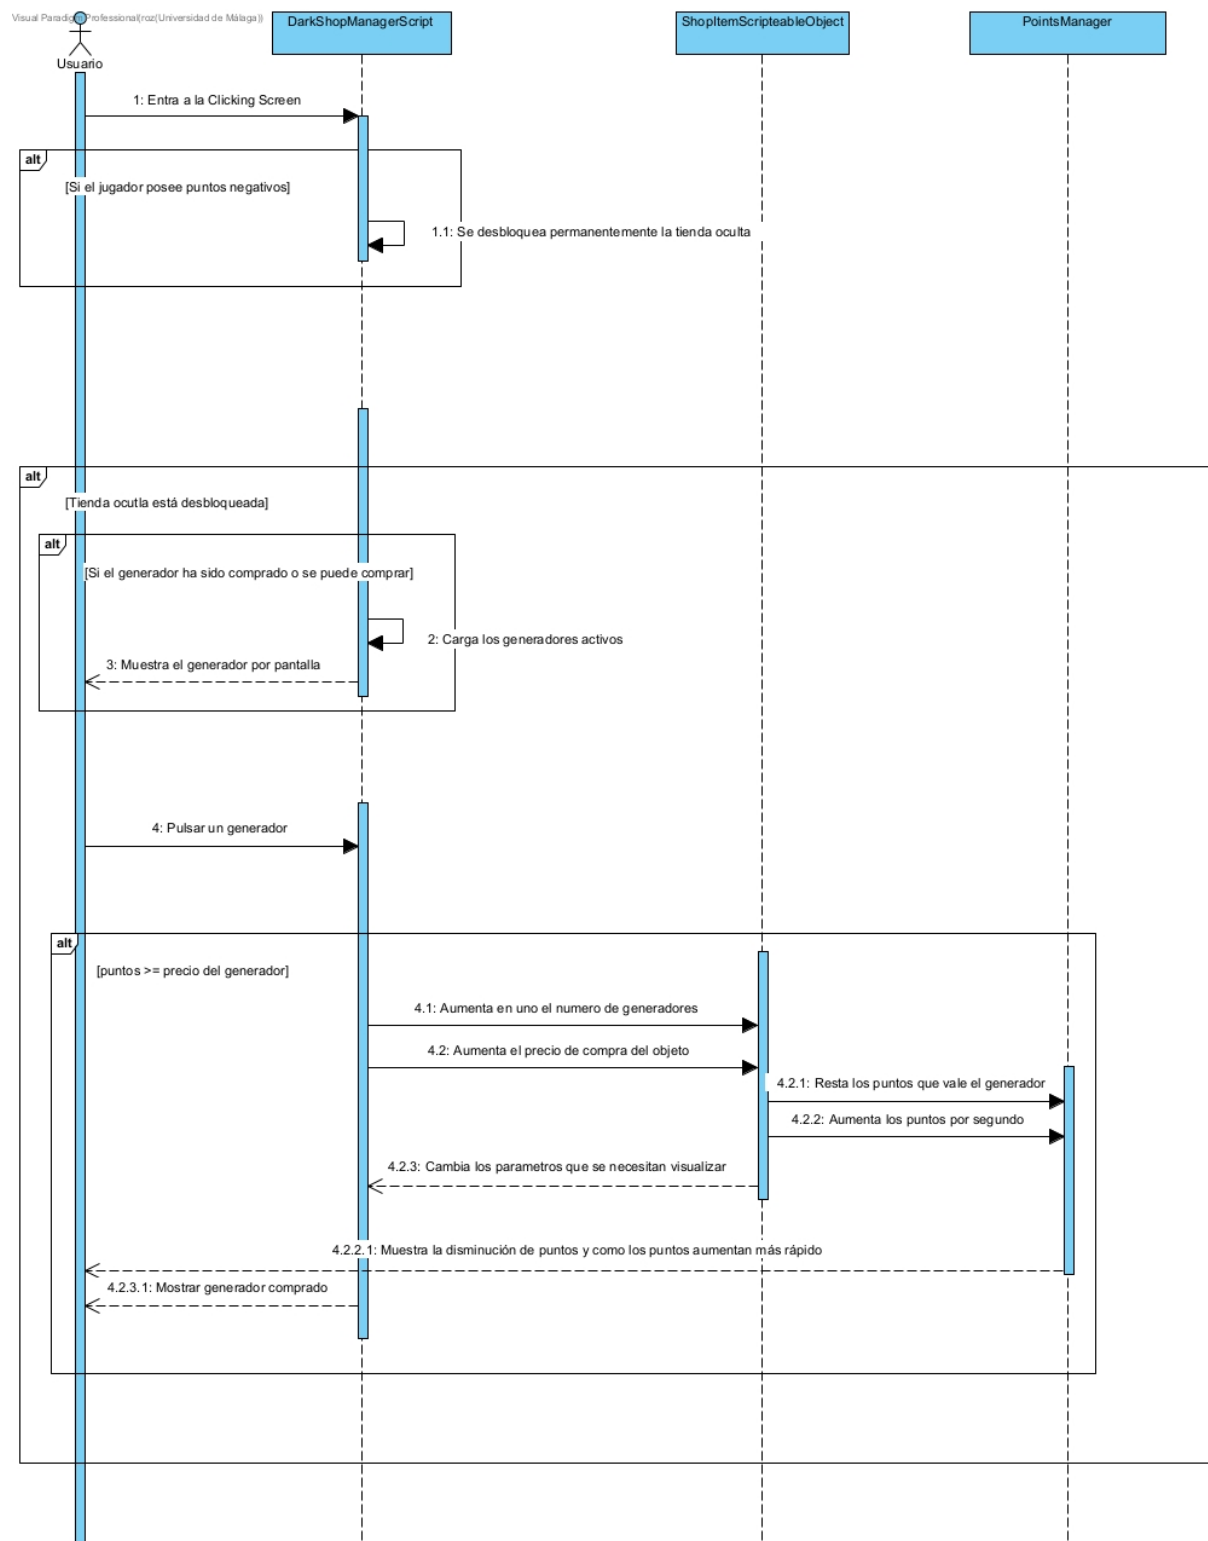 Visual Paradigm Professional(roz(Universidad de Málaga))
DarkShopManagerScript
ShopItemScripteableObject
PointsManager
Usuario
1: Entra a la Clicking Screen
alt
[Si el jugador posee puntos negativos]
1.1: Se desbloquea permanentemente la tienda oculta
alt
[Tienda ocutla está desbloqueada]
alt
[Si el generador ha sido comprado o se puede comprar]
2: Carga los generadores activos
3: Muestra el generador por pantalla
4: Pulsar un generador
alt
[puntos >= precio del generador]
4.1: Aumenta en uno el numero de generadores
4.2: Aumenta el precio de compra del objeto
4.2.1: Resta los puntos que vale el generador
4.2.2: Aumenta los puntos por segundo
4.2.3: Cambia los parametros que se necesitan visualizar
4.2.2.1: Muestra la disminución de puntos y como los puntos aumentan más rápido
4.2.3.1: Mostrar generador comprado